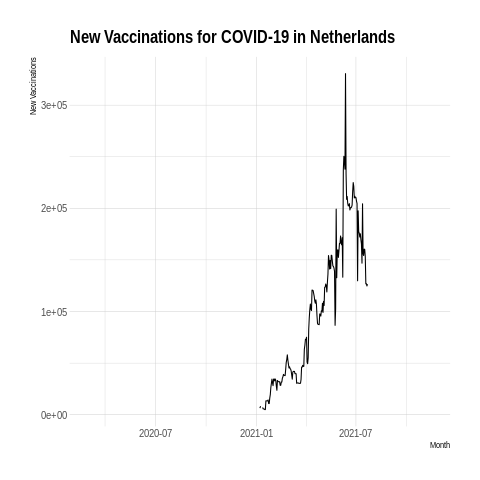 New Vaccinations for COVID-19 in Netherlands
New Vaccinations
3e+05
2e+05
1e+05
0e+00
2020-07
2021-01
2021-07
Month